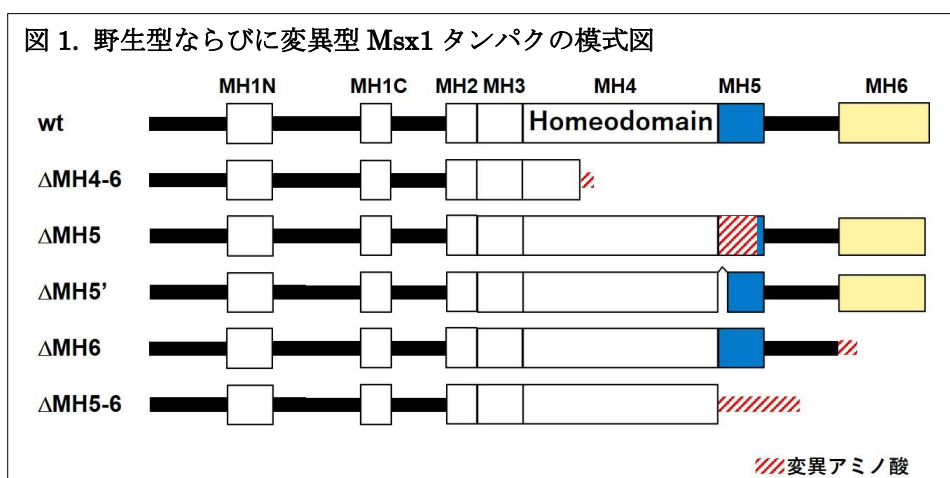 図 1. 野生型ならびに変異型 Msx1 タンパクの模式図
MH1N MH1C MH2 MH3 MH4 MH5 MH6
wt Homeodomain
ΔMH4-6
ΔMH5
ΔMH5’
ΔMH6
ΔMH5-6
変異アミノ酸